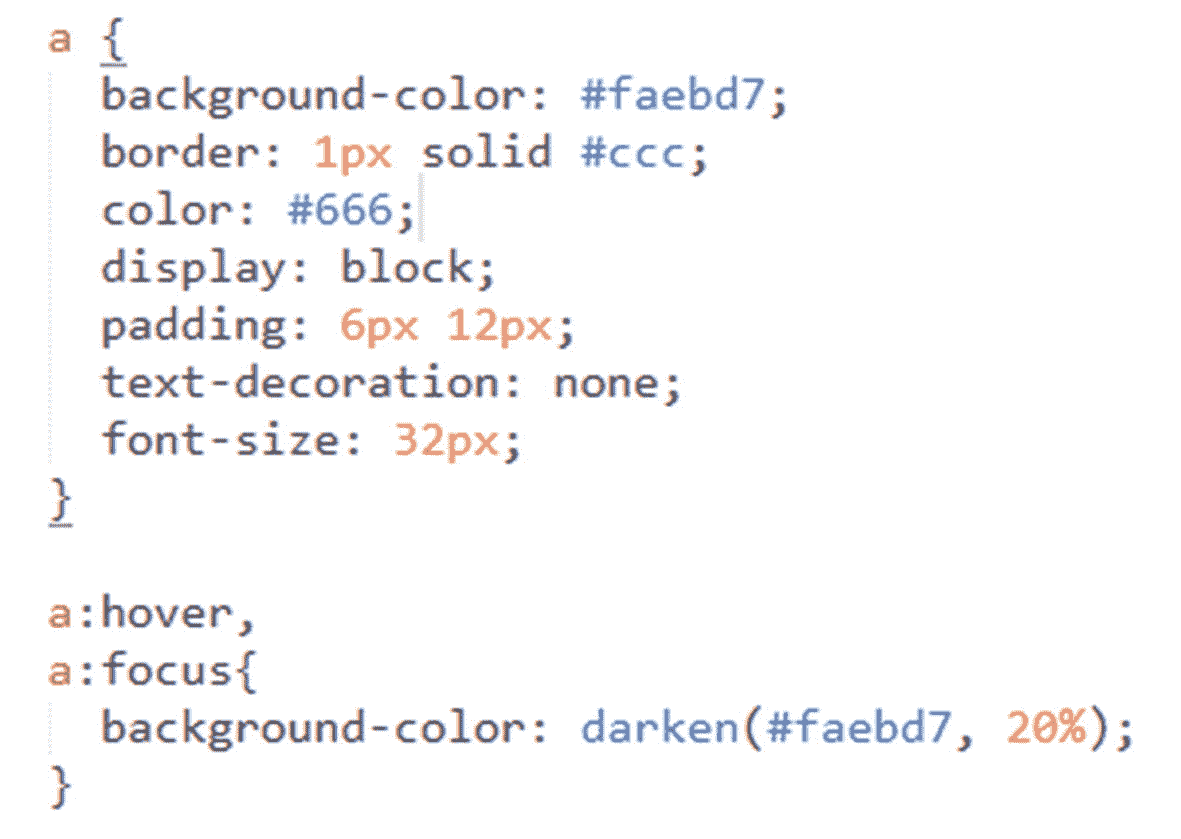 a {
background-color: #faebd7;
border: 1px solid #ccc;
color: #666;
display: block;
padding: 6px 12px;
text-decoration: none;
font-size: 32px;
}
a:hover,
a:focus{
background-color: darken(#faebd7, 20%);
}